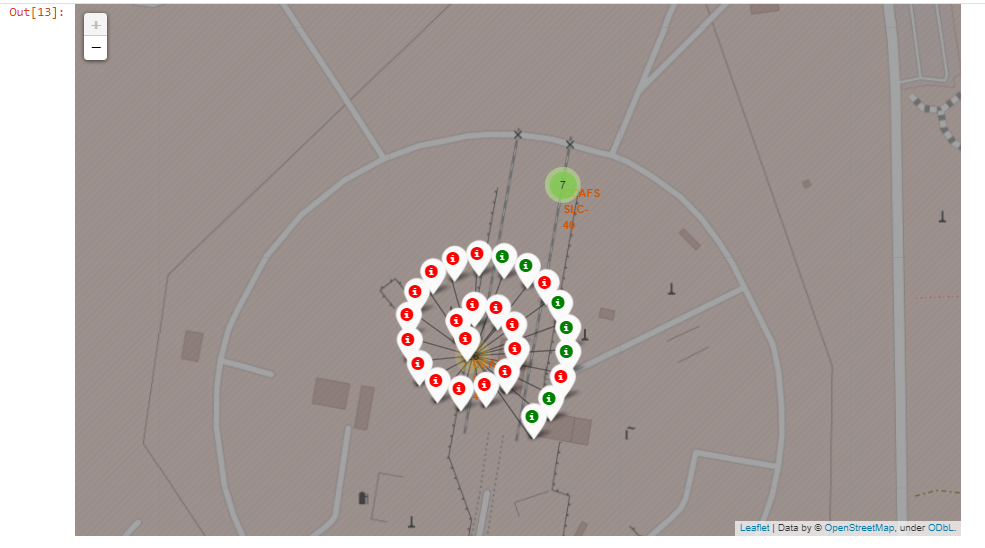 Out[13]:
+
−
7
AFS
SLC-
40
Leaflet | Data by © OpenStreetMap, under ODbL.